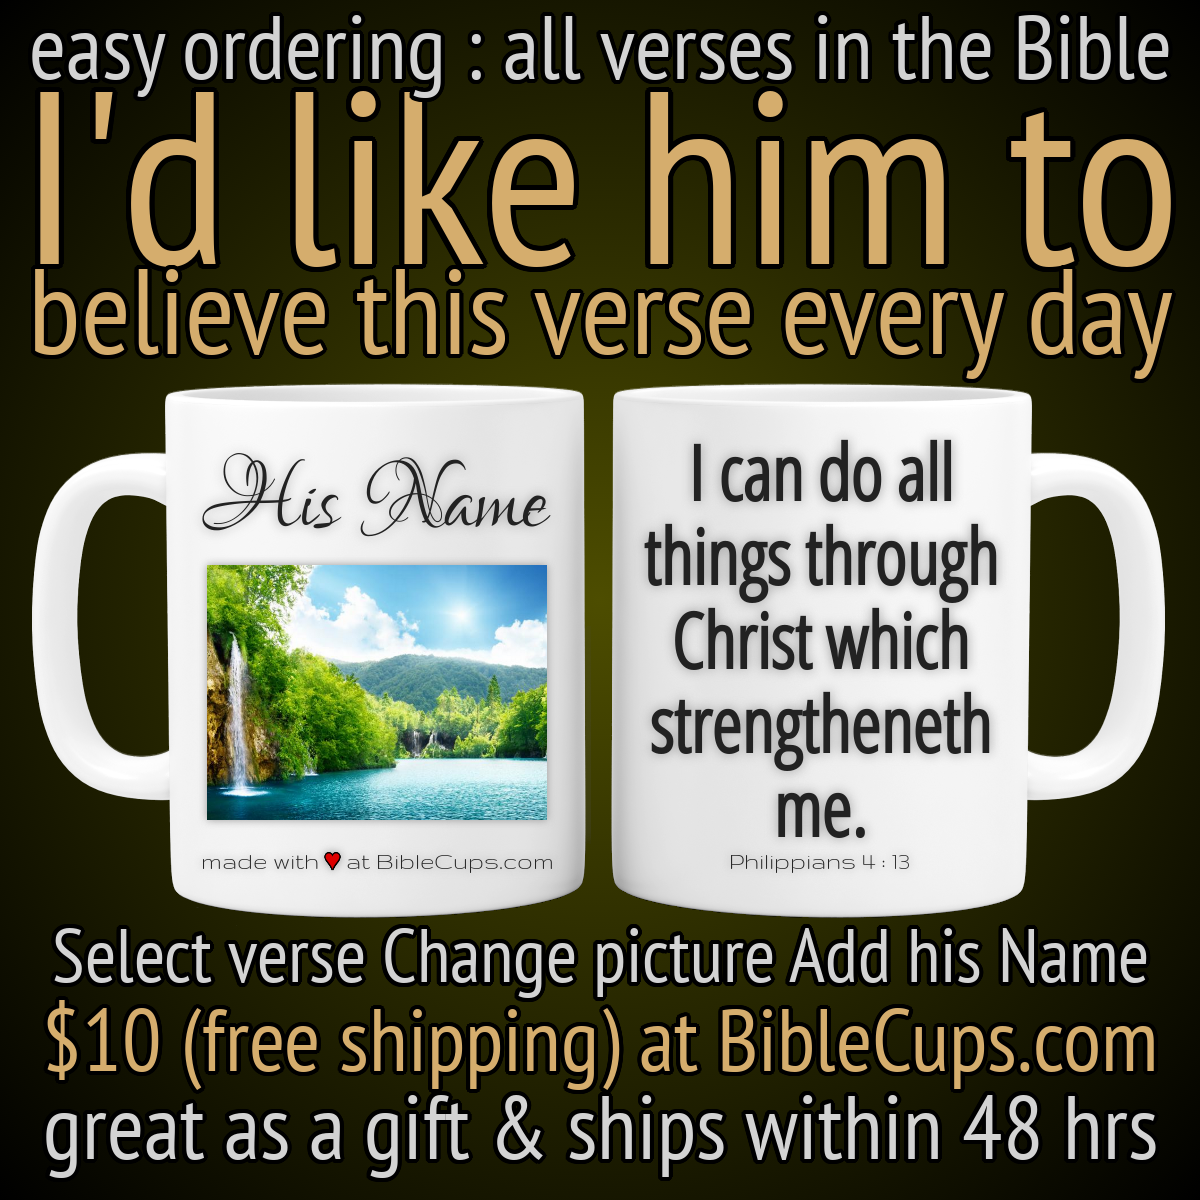 easy ordering : all verses in the Bible
I'd like him to
believe this verse every day
His Name
made with ♥ at BibleCups.com
I can do all
things through
Christ which
strengtheneth
me.
Philippians 4 : 13
Select verse Change picture Add his Name
$10 (free shipping) at BibleCups.com
great as a gift & ships within 48 hrs